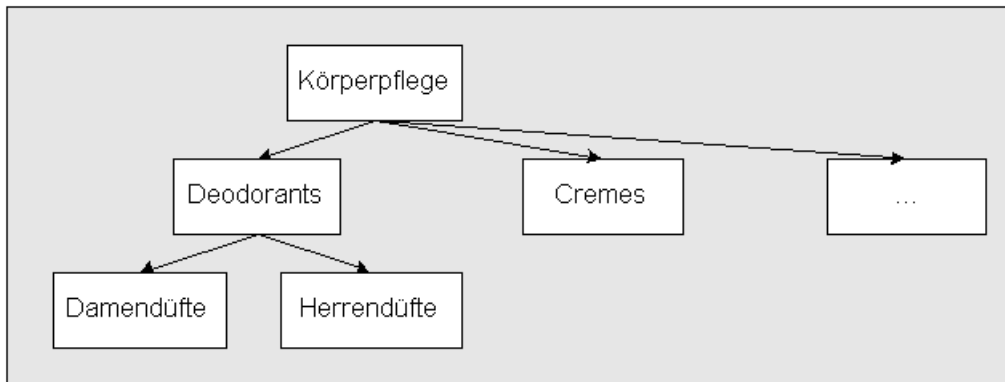 Körperpflege
Deodorants
Cremes
...
Damendüfte
Herrendüfte